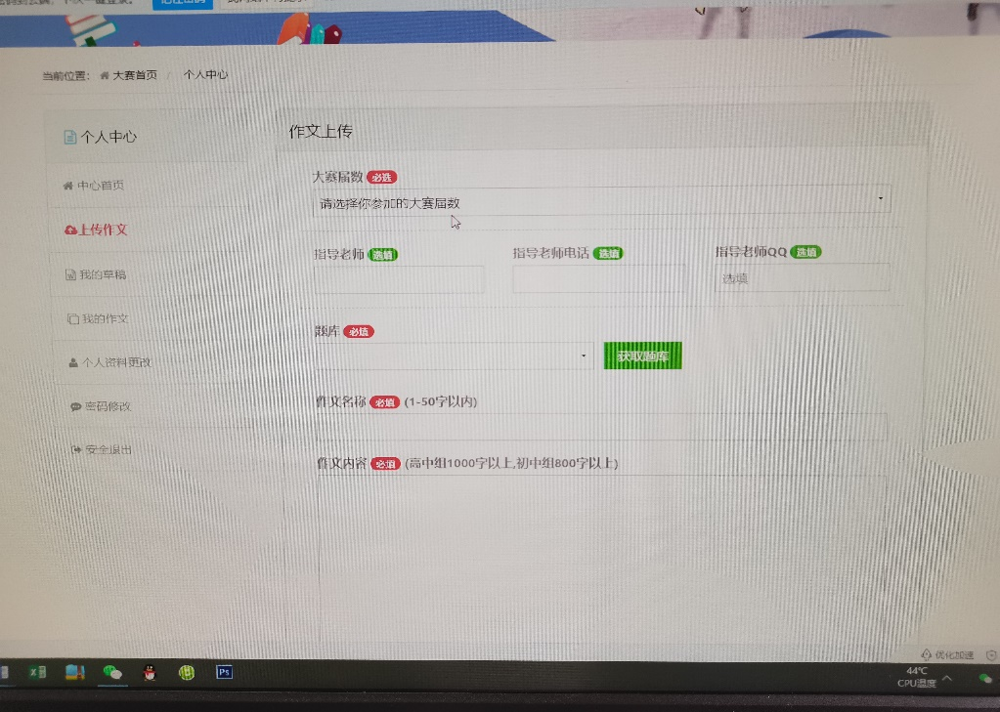 当前位置： 大赛首页 / 个人中心
个人中心
中心首页
上传作文
我的草稿
我的作文
个人资料更改
密码修改
安全退出
作文上传
大赛届数 必选
请选择你参加的大赛届数
指导老师 选填
指导老师电话 选填
指导老师QQ 选填
选填
题库 必填
获取题库
作文名称 必填 (1-50字以内)
作文内容 必填 (高中组1000字以上,初中组800字以上)
优化加速
Ps
44℃
CPU温度